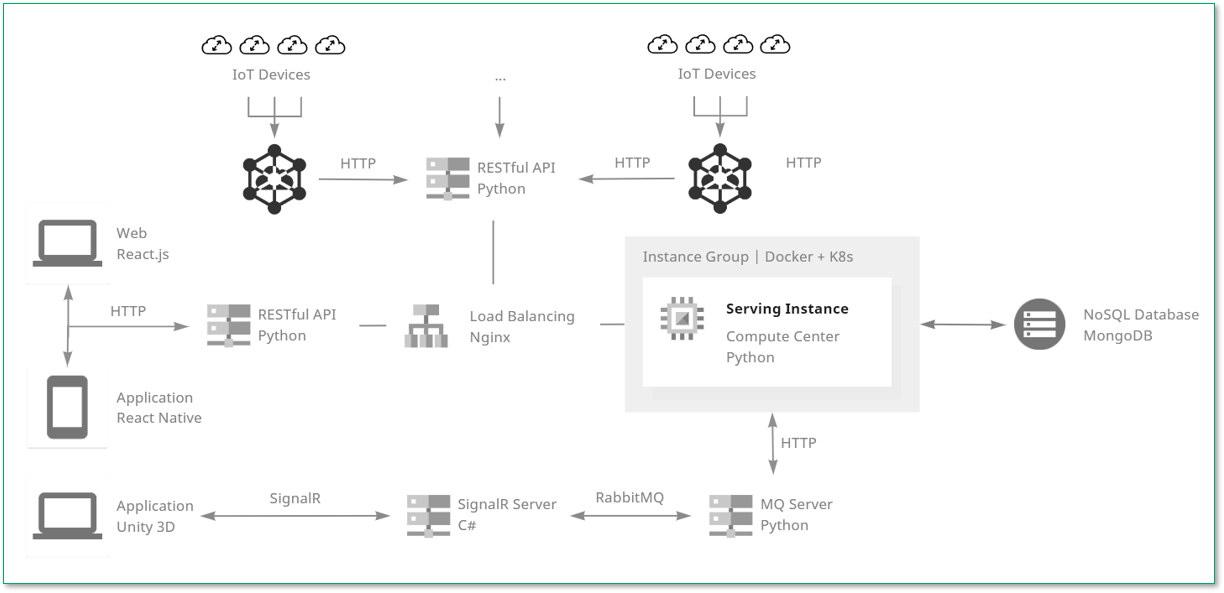 IoT Devices
...
IoT Devices
HTTP
RESTful API
Python
HTTP
HTTP
Web
React.js
Instance Group | Docker + K8s
HTTP
RESTful API
Python
Load Balancing
Nginx
Serving Instance
Compute Center
Python
NoSQL Database
MongoDB
Application
React Native
HTTP
Application
Unity 3D
SignalR
SignalR Server
C#
RabbitMQ
MQ Server
Python